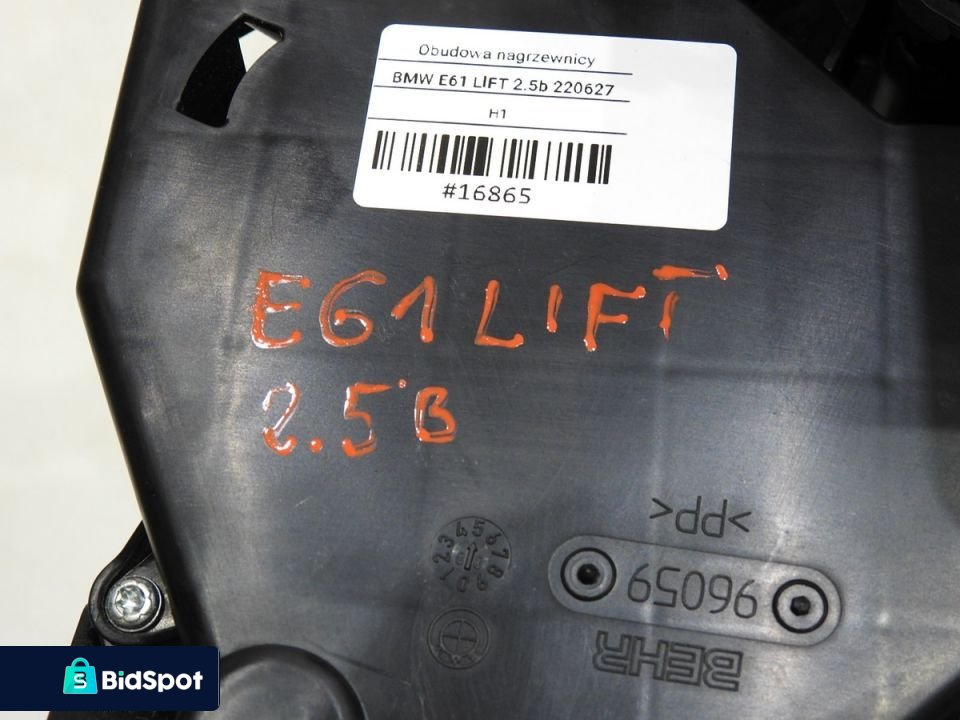 Obudowa nagrzewnicy
BMW E61 LIFT 2.5b 220627
H1
#16865
E61 LIFT
2.5B
>PP<
96059
BEHR
BidSpot